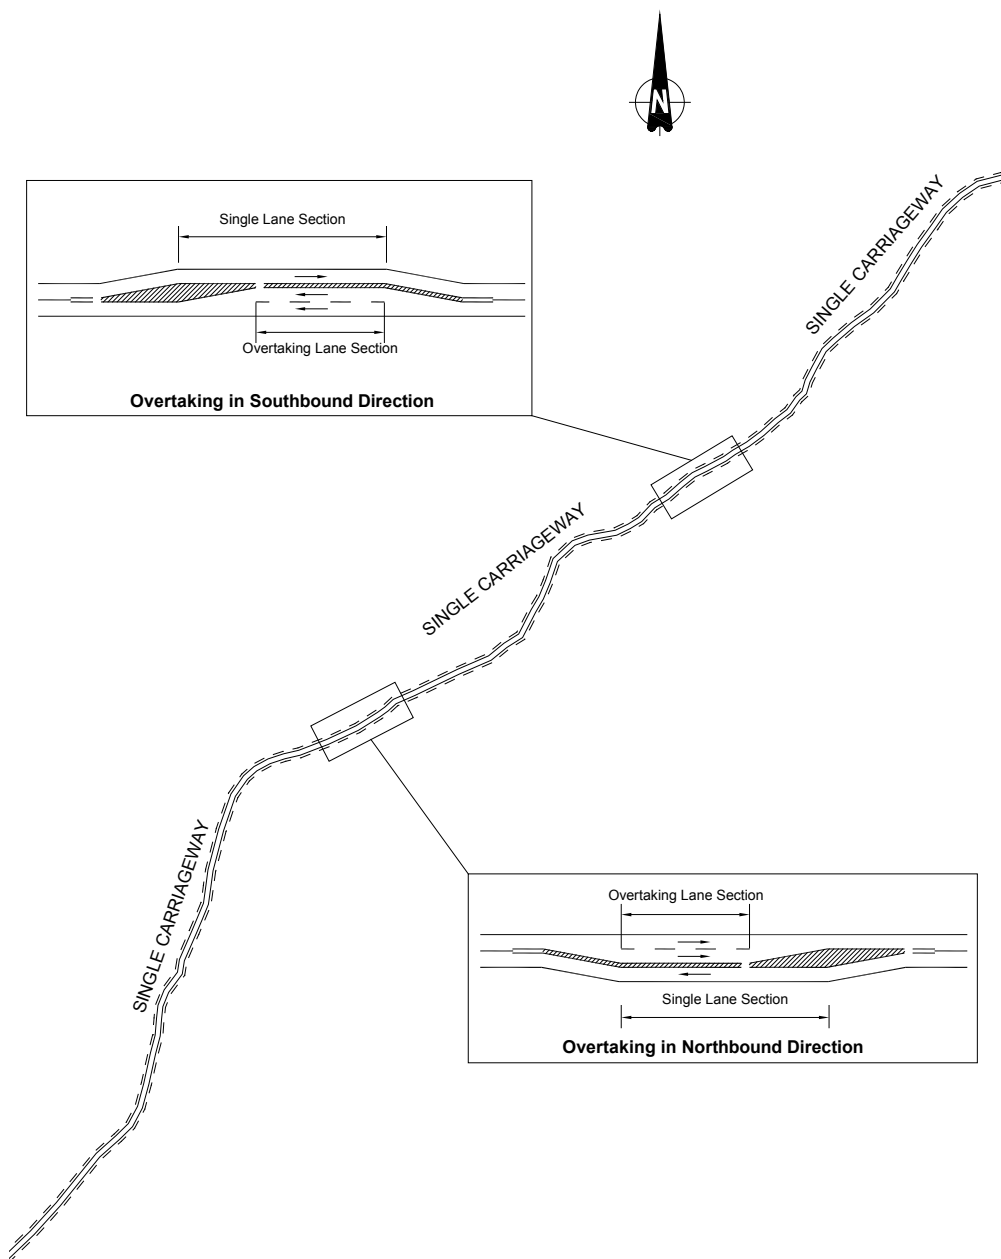 N
SINGLE CARRIAGEWAY
Single Lane Section
Overtaking Lane Section
Overtaking in Southbound Direction
SINGLE CARRIAGEWAY
SINGLE CARRIAGEWAY
Overtaking Lane Section
Single Lane Section
Overtaking in Northbound Direction